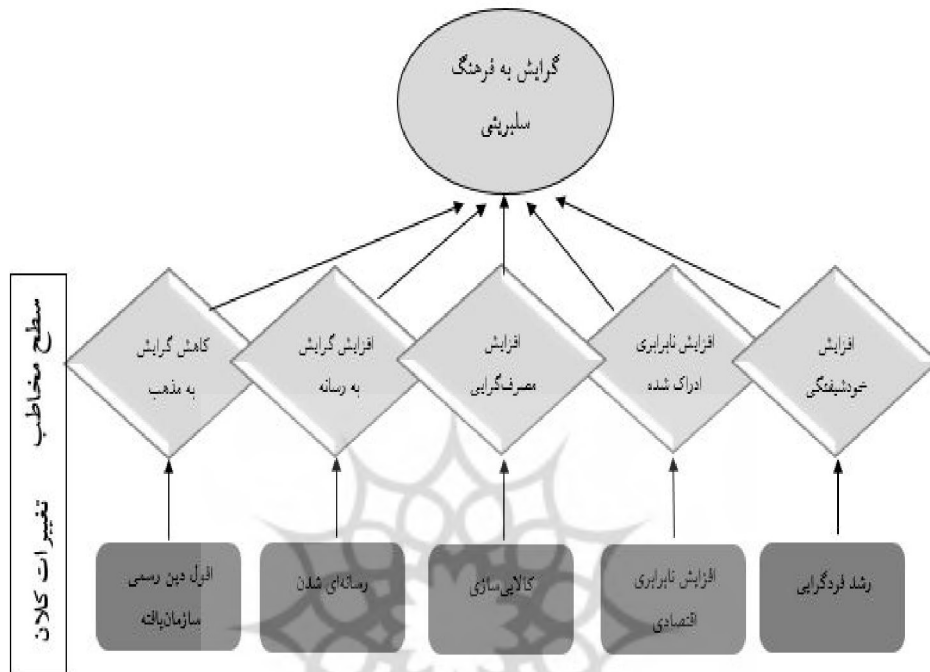 گرایش به فرهنگ
سلبریتی
سطح مخاطب
افزایش
خودشیفتگی
افزایش نابرابری
ادراک شده
افزایش
مصرف‌گرایی
افزایش گرایش
به رسانه
کاهش گرایش
به مذهب
تغییرات کلان
رشد فردگرایی
افزایش نابرابری
اقتصادی
کالایی‌سازی
رسانه‌ای شدن
افول دین رسمی
سازمان‌یافته